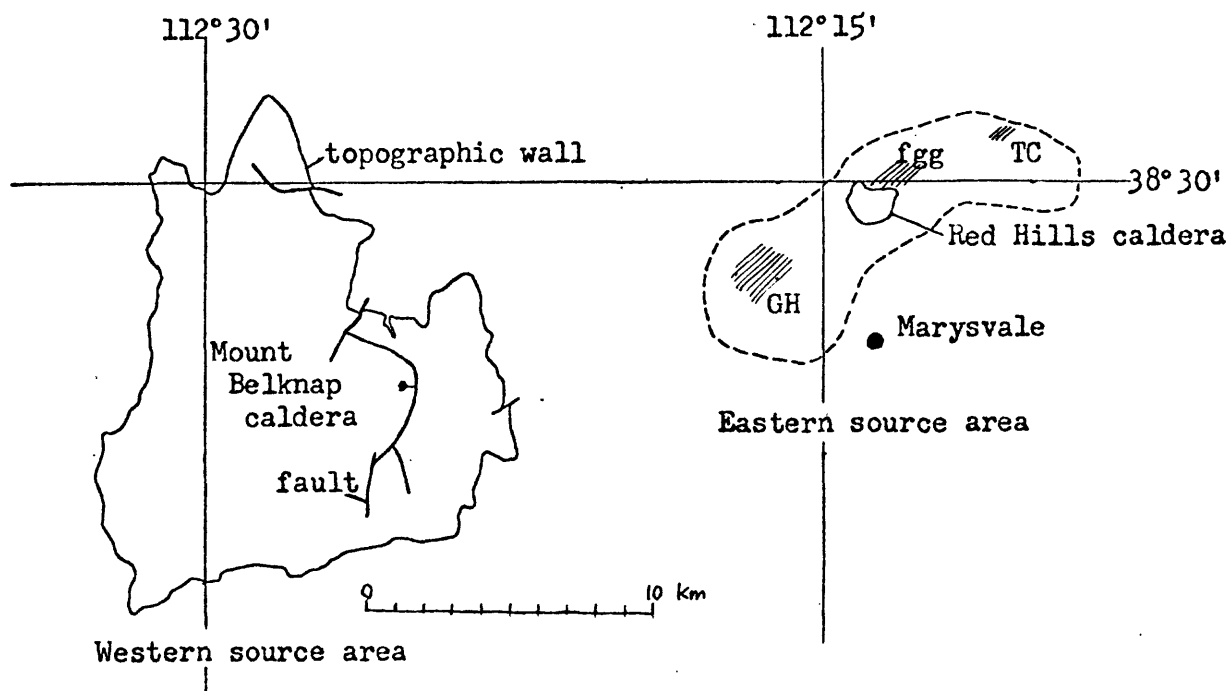 112°30'
112°15'
topographic wall
fgg
TC
38°30'
Red Hills caldera
GH
Marysvale
Mount
Belknap
caldera
Eastern source area
fault
0 10 km
Western source area